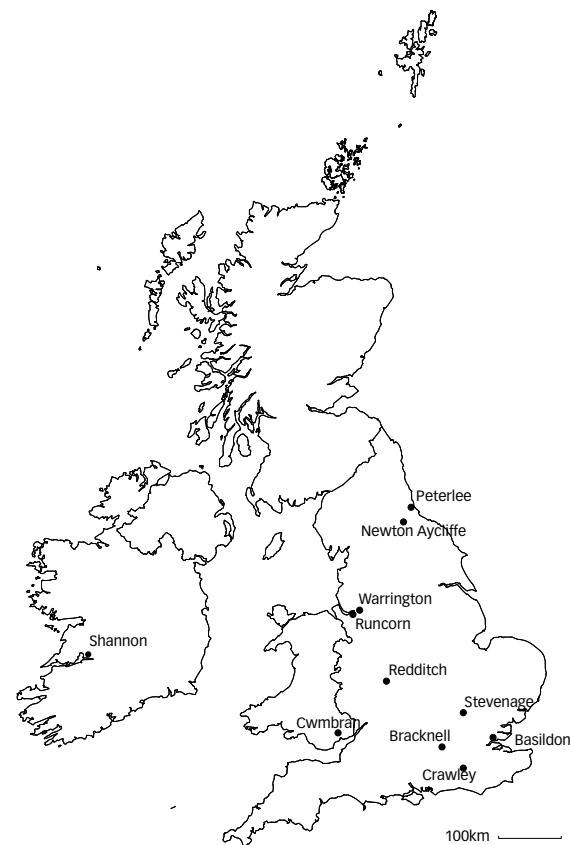 Peterlee
Newton Aycliffe
Warrington
Runcorn
Shannon
Redditch
Stevenage
Cwmbran
Bracknell
Basildon
Crawley
100km